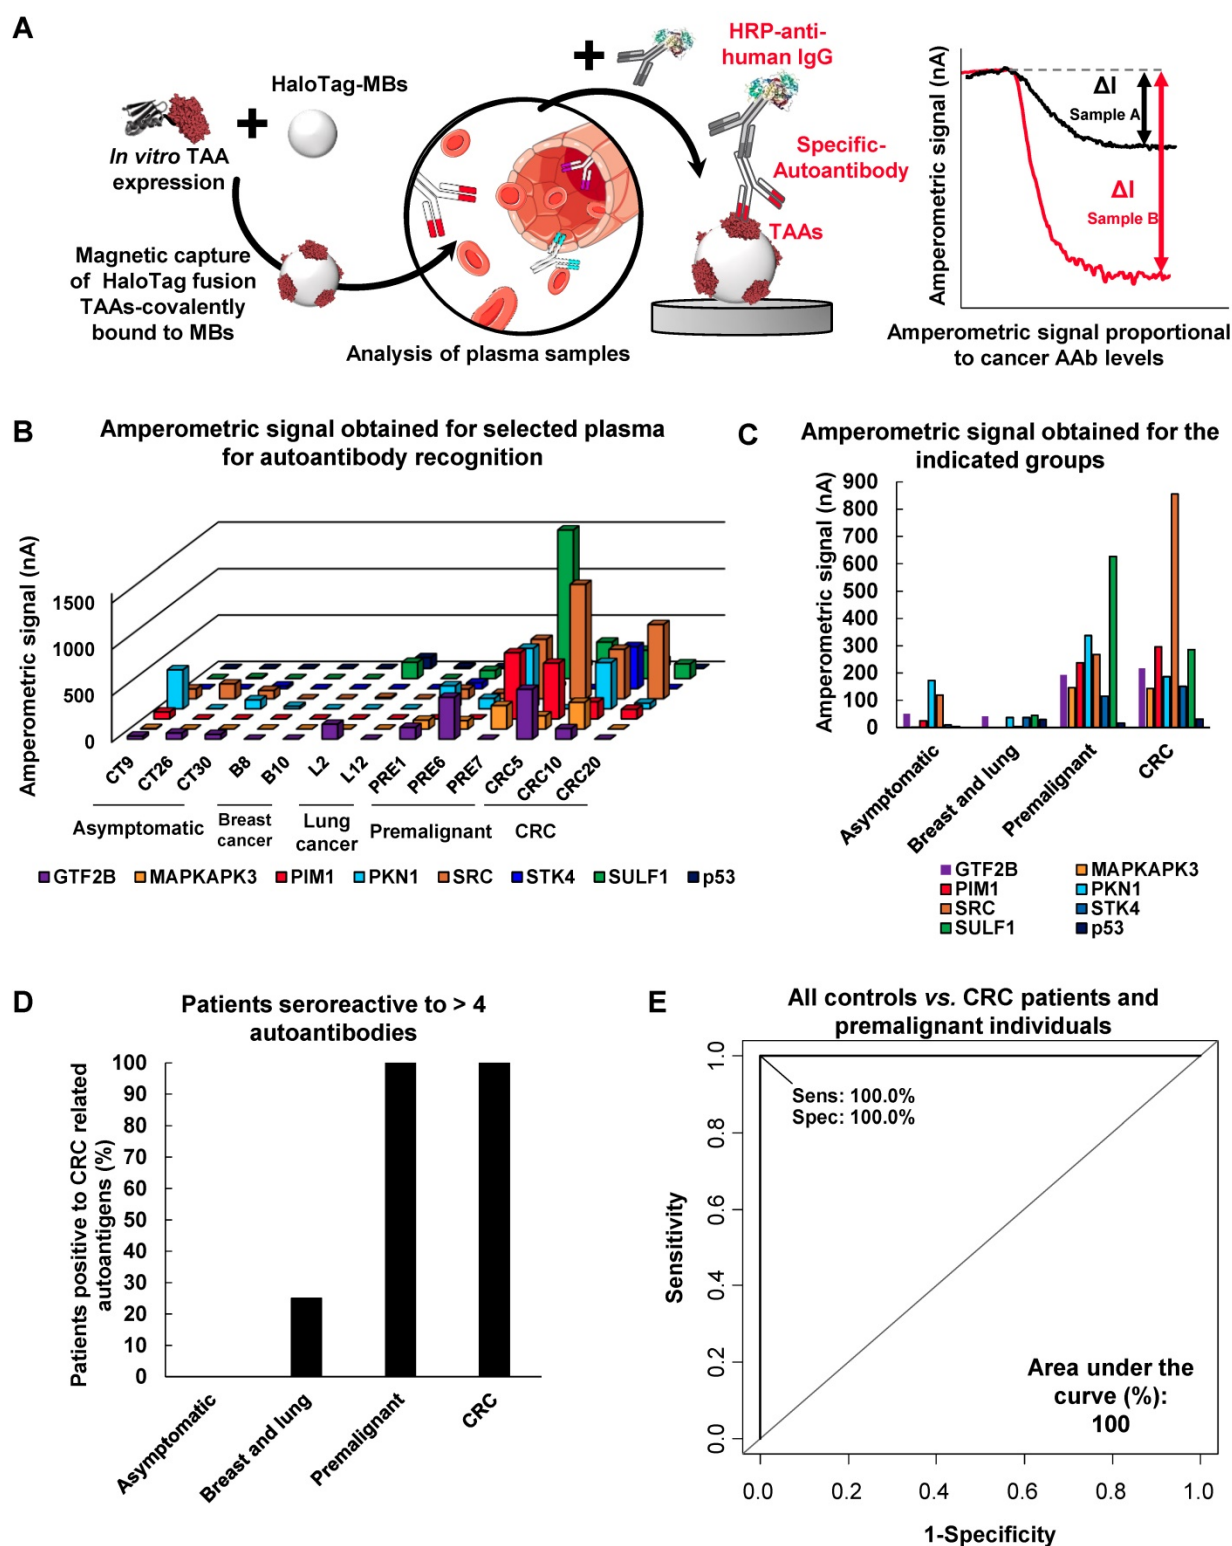 A
HaloTag-MBs
In vitro TAA
expression
Magnetic capture
of HaloTag fusion
TAAs-covalently
bound to MBs
Analysis of plasma samples
HRP-anti-
human IgG
Specific-
Autoantibody
TAAs
Amperometric signal (nA)
ΔI
Sample A
ΔI
Sample B
Amperometric signal proportional
to cancer AAb levels
B
Amperometric signal obtained for selected plasma
for autoantibody recognition
Amperometric signal (nA)
1500
1000
500
0
CT9
CT26
CT30
B8
B10
L2
L12
PRE1
PRE6
PRE7
CRC5
CRC10
CRC20
Asymptomatic
Breast
cancer
Lung
cancer
Premalignant
CRC
GTF2B MAPKAPK3 PIM1 PKN1 SRC STK4 SULF1 p53
C
Amperometric signal obtained for the
indicated groups
Amperometric signal (nA)
900
800
700
600
500
400
300
200
100
0
Asymptomatic
Breast and lung
Premalignant
CRC
GTF2B MAPKAPK3
PIM1 PKN1
SRC STK4
SULF1 p53
D
Patients seroreactive to > 4
autoantibodies
Patients positive to CRC related
autoantigens (%)
100
90
80
70
60
50
40
30
20
10
0
Asymptomatic
Breast and lung
Premalignant
CRC
E
All controls vs. CRC patients and
premalignant individuals
Sensitivity
1.0
0.8
0.6
0.4
0.2
0.0
Sens: 100.0%
Spec: 100.0%
Area under the
curve (%):
100
0.0 0.2 0.4 0.6 0.8 1.0
1-Specificity